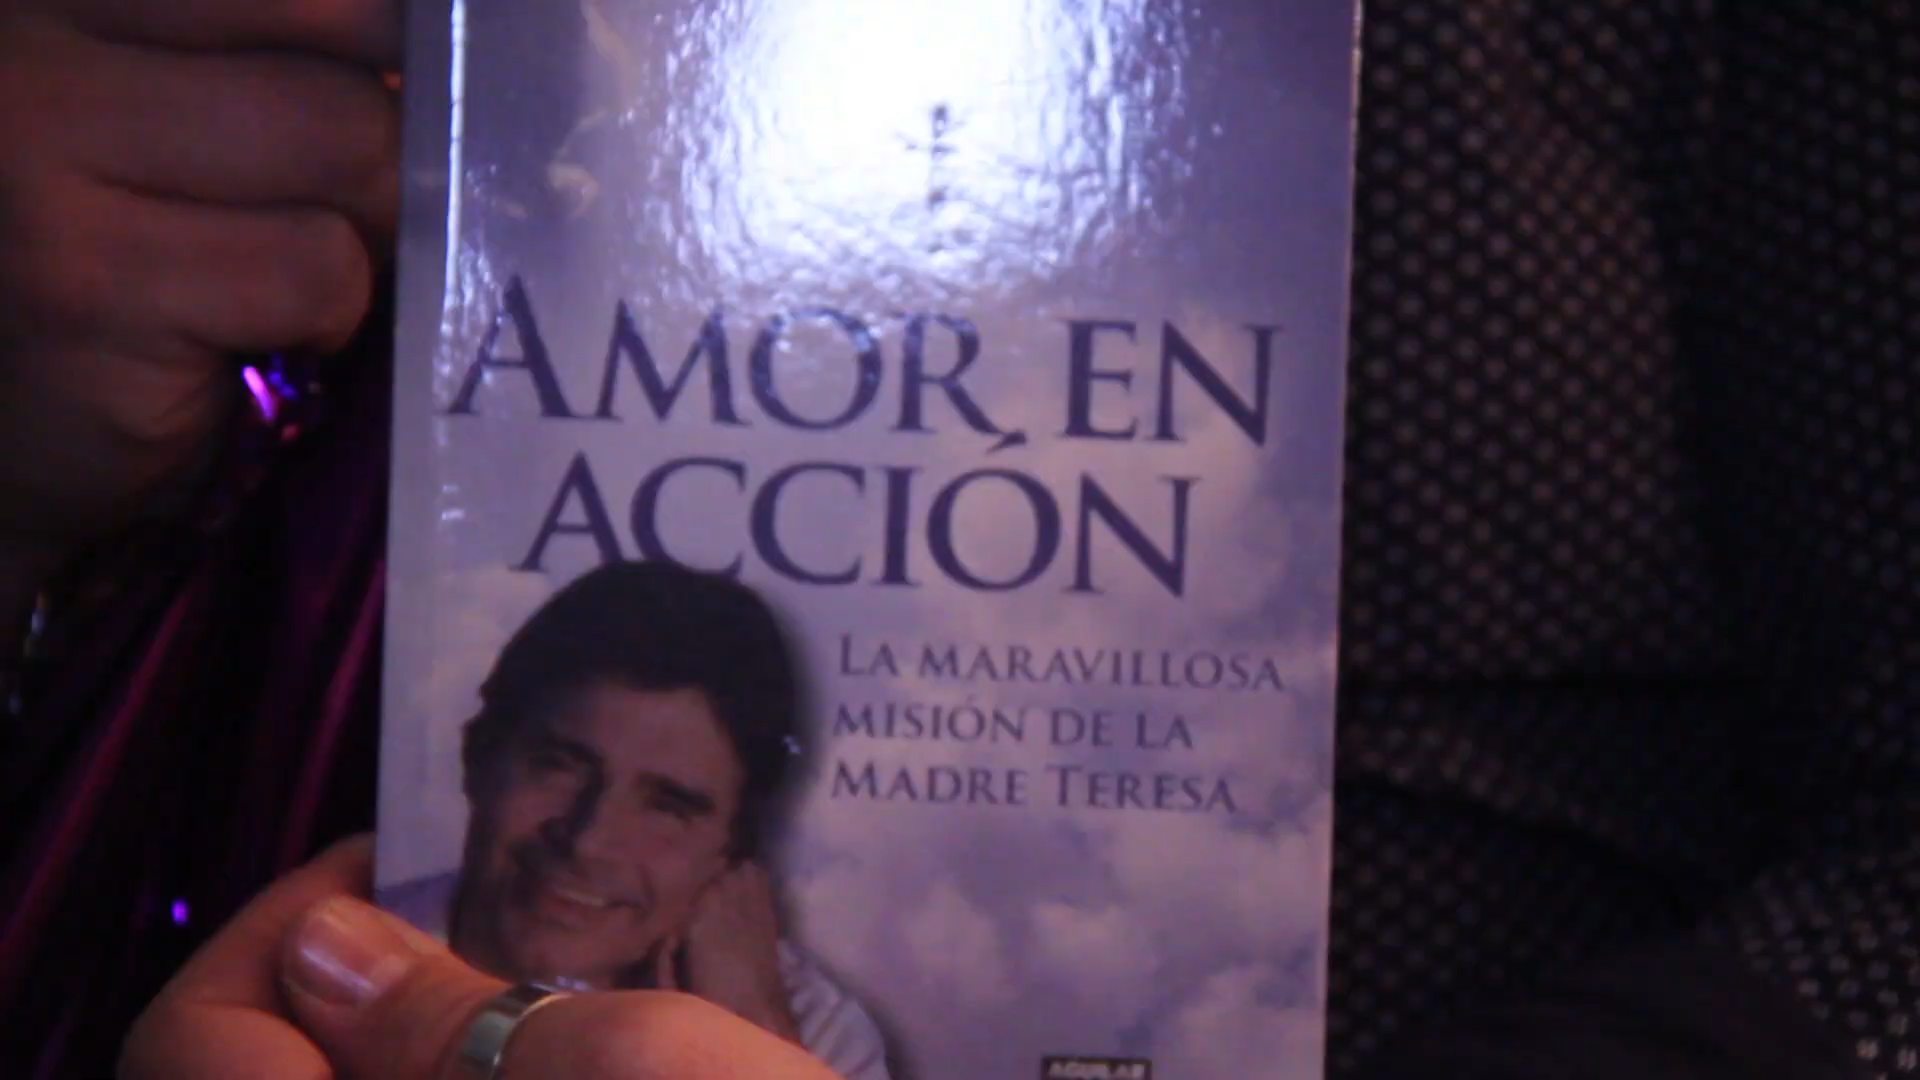 AMOR EN
ACCIÓN
LA MARAVILLOSA
MISIÓN DE LA
MADRE TERESA
AGUILAR